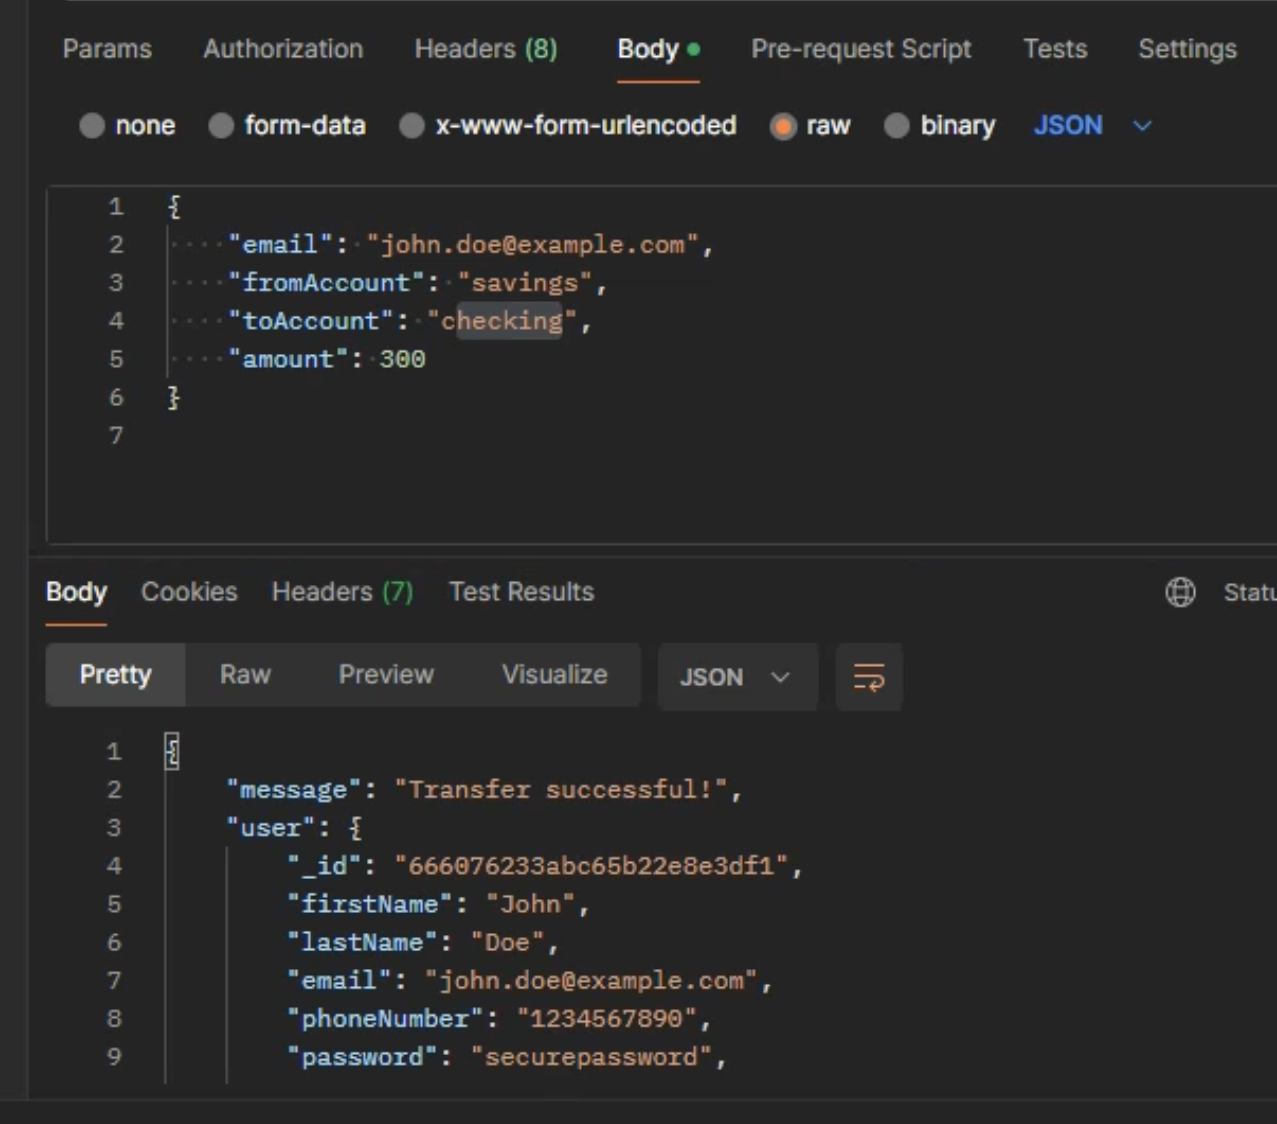 Params Authorization Headers (8) Body Pre-request Script Tests Settings
none form-data x-www-form-urlencoded raw binary JSON
1 {
2 "email": "john.doe@example.com",
3 "fromAccount": "savings",
4 "toAccount": "checking",
5 "amount": 300
6 }
7
Body Cookies Headers (7) Test Results Statu
Pretty Raw Preview Visualize JSON
1 {
2 "message": "Transfer successful!",
3 "user": {
4 "_id": "666076233abc65b22e8e3df1",
5 "firstName": "John",
6 "lastName": "Doe",
7 "email": "john.doe@example.com",
8 "phoneNumber": "1234567890",
9 "password": "securepassword",